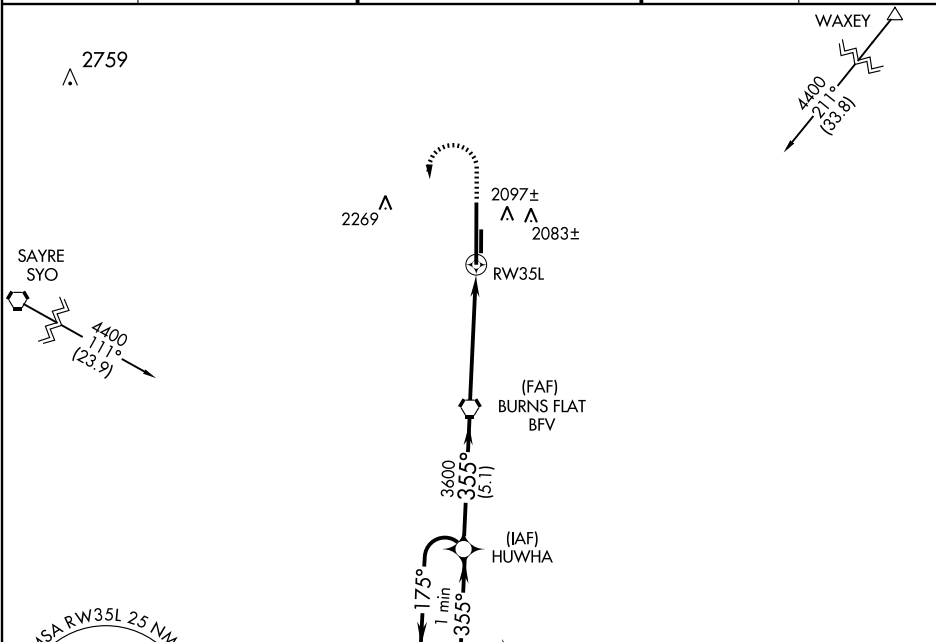 WAXEY
4400
211°
(33.8)
2759
2097±
2269
2083±
RW35L
SAYRE
SYO
4400
111°
(23.9)
(FAF)
BURNS FLAT
BFV
3600
355°
(5.1)
(IAF)
HUWHA
175°
1 min
355°
MSA RW35L 25 NM